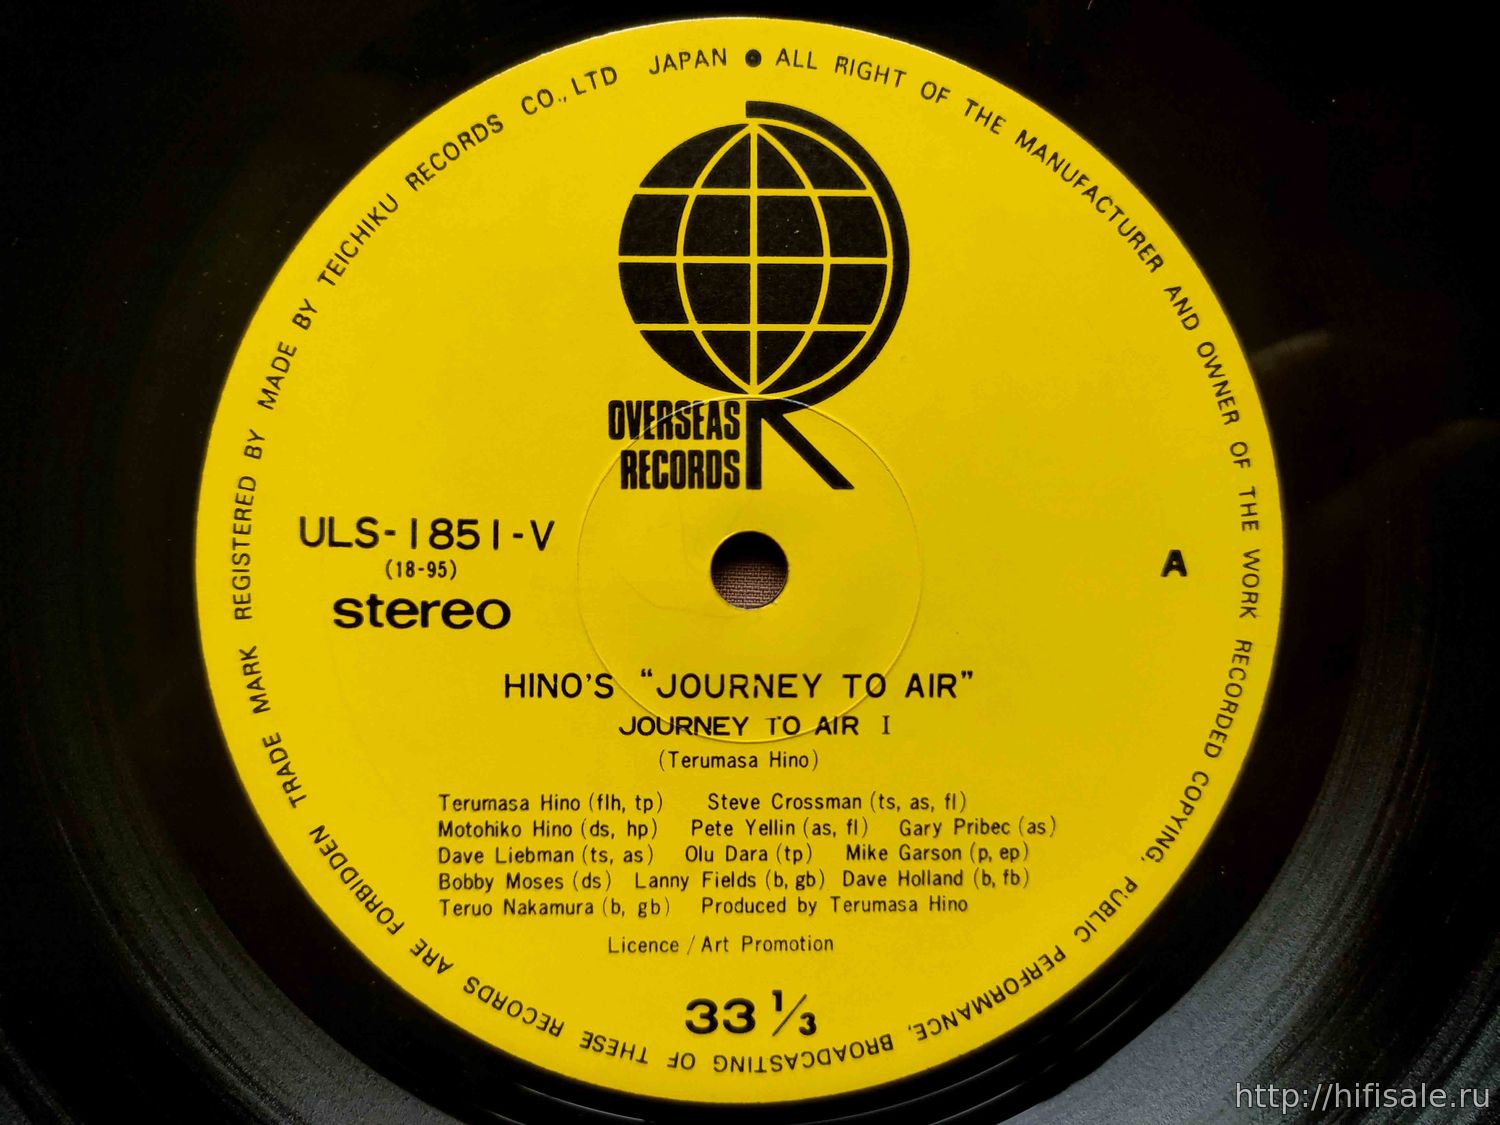 JAPAN ● ALL RIGHT OF THE MANUFACTURER AND OWNER OF THE WORK RECORDED COPYING, PUBLIC PERFORMANCE, BROADCASTING OF THESE RECORDS ARE FORBIDDEN TRADE MARK REGISTERED BY MADE BY TEICHIKU RECORDS CO., LTD
OVERSEAS
RECORDS
ULS-1851-V
(18-95)
stereo
A
HINO'S “JOURNEY TO AIR”
JOURNEY TO AIR I
(Terumasa Hino)
Terumasa Hino (flh, tp) Steve Crossman (ts, as, fl)
Motohiko Hino (ds, hp) Pete Yellin (as, fl) Gary Pribec (as)
Dave Liebman (ts, as) Olu Dara (tp) Mike Garson (p, ep)
Bobby Moses (ds) Lanny Fields (b, gb) Dave Holland (b, fb)
Teruo Nakamura (b, gb) Produced by Terumasa Hino
Licence / Art Promotion
33 1/3
http://hifisale.ru